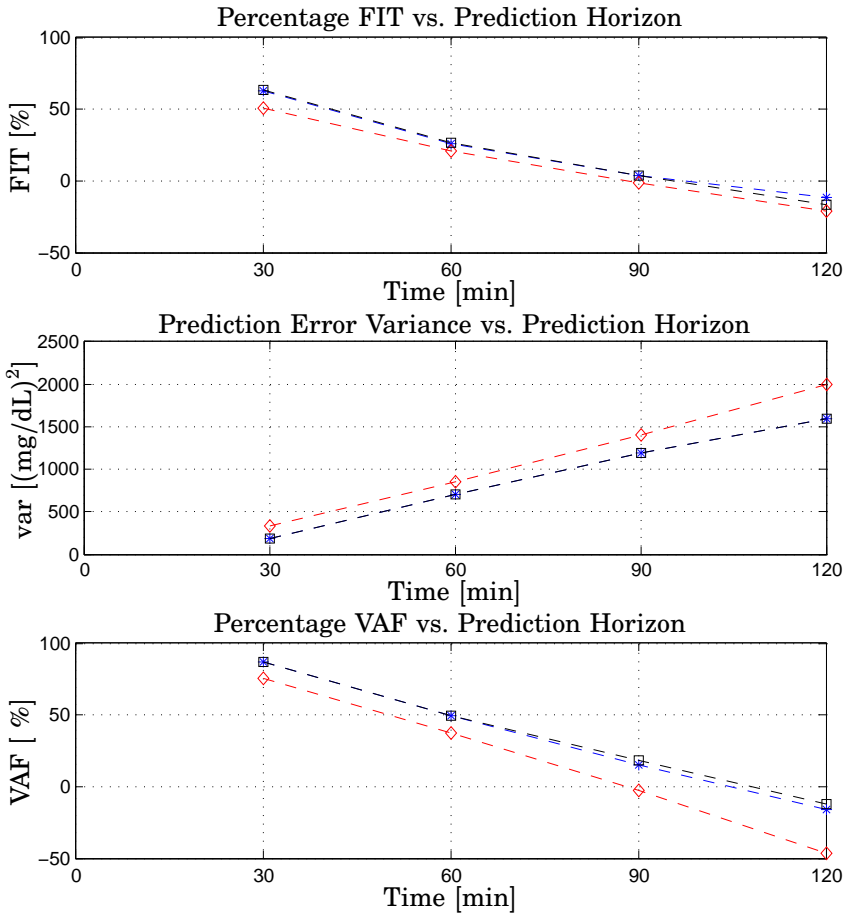 Percentage FIT vs. Prediction Horizon
100
50
0
−50
FIT [%]
0 30 60 90 120
Time [min]
Prediction Error Variance vs. Prediction Horizon
2500
2000
1500
1000
500
0
var [(mg/dL)²]
0 30 60 90 120
Time [min]
Percentage VAF vs. Prediction Horizon
100
50
0
−50
VAF [ %]
0 30 60 90 120
Time [min]